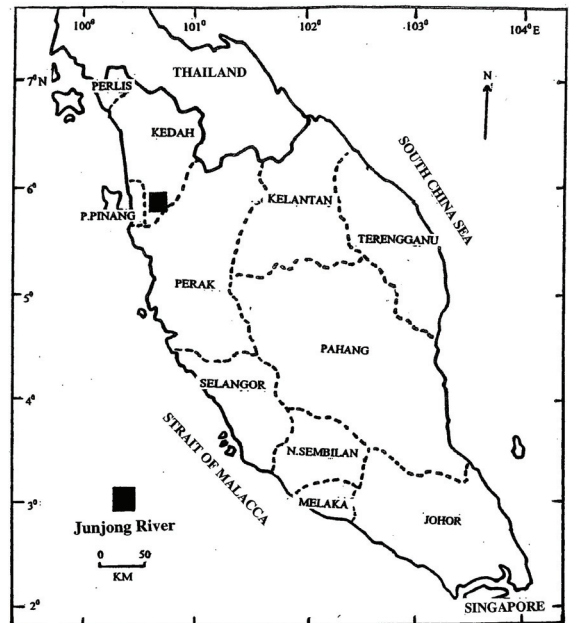 100° 101° 102° ·103° 104° E
7°N
6°
5°
4°
3°
2°
N
THAILAND
PERLIS
KEDAH
P.PINANG
KELANTAN
TERENGGANU
SOUTH CHINA SEA
PERAK
PAHANG
SELANGOR
STRAIT OF MALACCA
N.SEMBILAN
MELAKA
JOHOR
SINGAPORE
Junjong River
0 50
KM